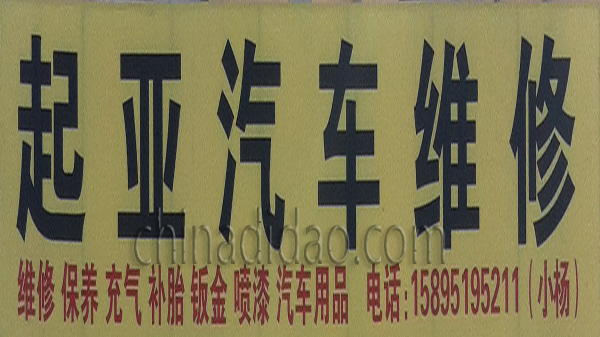 起亚汽车维修
chinadidao.com
维修 保养 充气 补胎 钣金 喷漆 汽车用品 电话:15895195211(小杨)